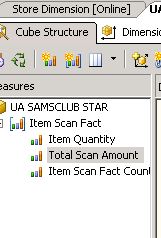 Store Dimension [Online] UA
Cube Structure Dimension
easures
UA SAMSCLUB STAR
Item Scan Fact
Item Quantity
Total Scan Amount
Item Scan Fact Count